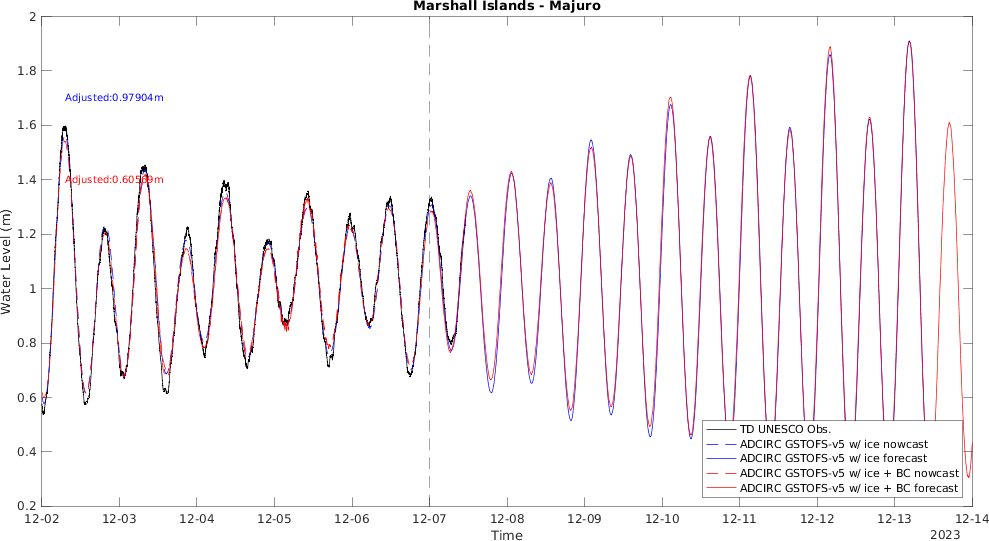 Marshall Islands - Majuro
2
1.8
1.6
1.4
1.2
1
0.8
0.6
0.4
0.2
Water Level (m)
Adjusted:0.97904m
Adjusted:0.60569m
TD UNESCO Obs.
ADCIRC GSTOFS-v5 w/ ice nowcast
ADCIRC GSTOFS-v5 w/ ice forecast
ADCIRC GSTOFS-v5 w/ ice + BC nowcast
ADCIRC GSTOFS-v5 w/ ice + BC forecast
12-02 12-03 12-04 12-05 12-06 12-07 12-08 12-09 12-10 12-11 12-12 12-13 12-14
Time
2023